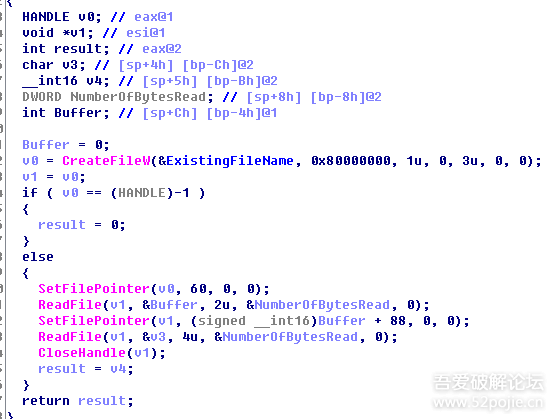 {
HANDLE v0; // eax@1
void *v1; // esi@1
int result; // eax@2
char v3; // [sp+4h] [bp-Ch]@2
__int16 v4; // [sp+5h] [bp-Bh]@2
DWORD NumberOfBytesRead; // [sp+8h] [bp-8h]@2
int Buffer; // [sp+Ch] [bp-4h]@1
Buffer = 0;
v0 = CreateFileW(&ExistingFileName, 0x80000000, 1u, 0, 3u, 0, 0);
v1 = v0;
if ( v0 == (HANDLE)-1 )
{
result = 0;
}
else
{
SetFilePointer(v0, 60, 0, 0);
ReadFile(v1, &Buffer, 2u, &NumberOfBytesRead, 0);
SetFilePointer(v1, (signed __int16)Buffer + 88, 0, 0);
ReadFile(v1, &v3, 4u, &NumberOfBytesRead, 0);
CloseHandle(v1);
result = v4;
}
return result;
}
吾爱破解论坛
www.52pojie.cn